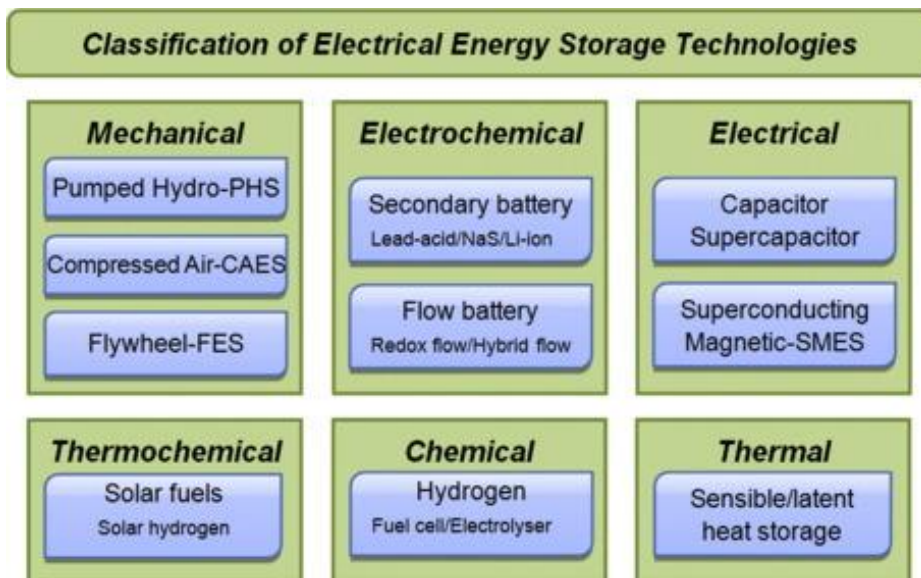 Classification of Electrical Energy Storage Technologies
Mechanical
Pumped Hydro-PHS
Compressed Air-CAES
Flywheel-FES
Electrochemical
Secondary battery
Lead-acid/NaS/Li-ion
Flow battery
Redox flow/Hybrid flow
Electrical
Capacitor
Supercapacitor
Superconducting
Magnetic-SMES
Thermochemical
Solar fuels
Solar hydrogen
Chemical
Hydrogen
Fuel cell/Electrolyser
Thermal
Sensible/latent
heat storage